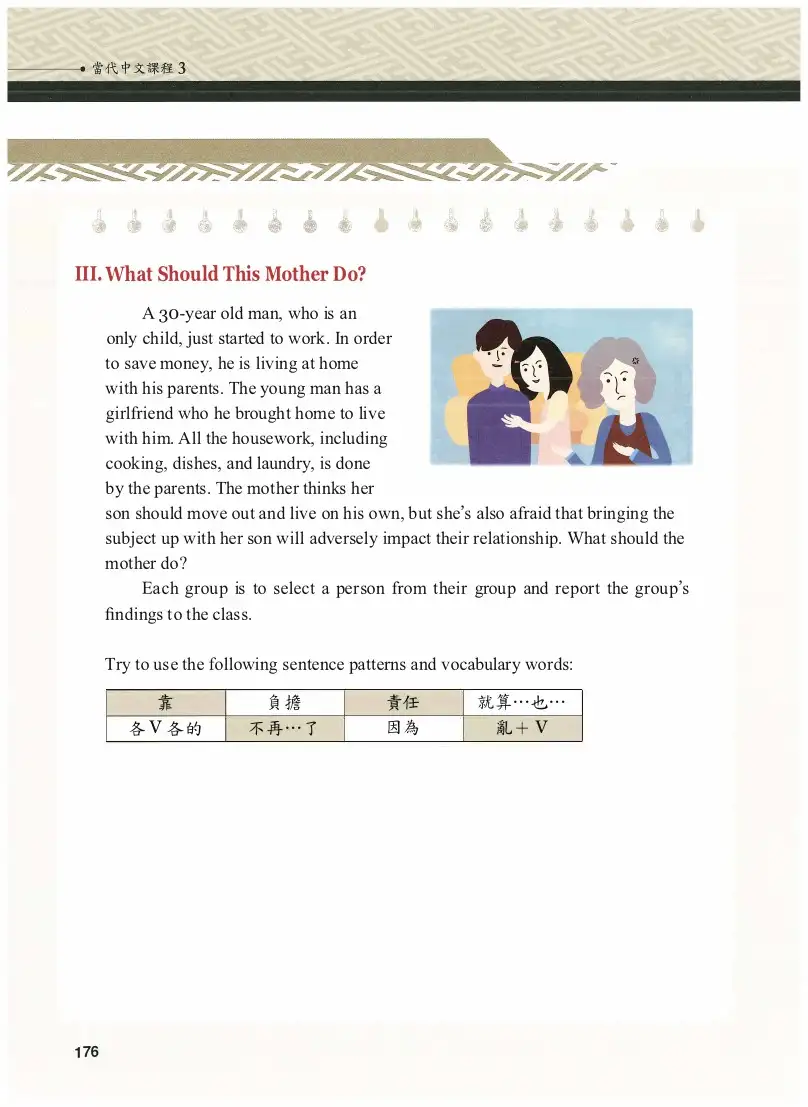 • 當代中文課程 3
III. What Should This Mother Do?
A 30-year old man, who is an
only child, just started to work. In order
to save money, he is living at home
with his parents. The young man has a
girlfriend who he brought home to live
with him. All the housework, including
cooking, dishes, and laundry, is done
by the parents. The mother thinks her
son should move out and live on his own, but she's also afraid that bringing the
subject up with her son will adversely impact their relationship. What should the
mother do?
Each group is to select a person from their group and report the group's
findings to the class.
Try to use the following sentence patterns and vocabulary words:
靠 負擔 責任 就算…也…
各 V 各的 不再…了 因為 亂 + V
176